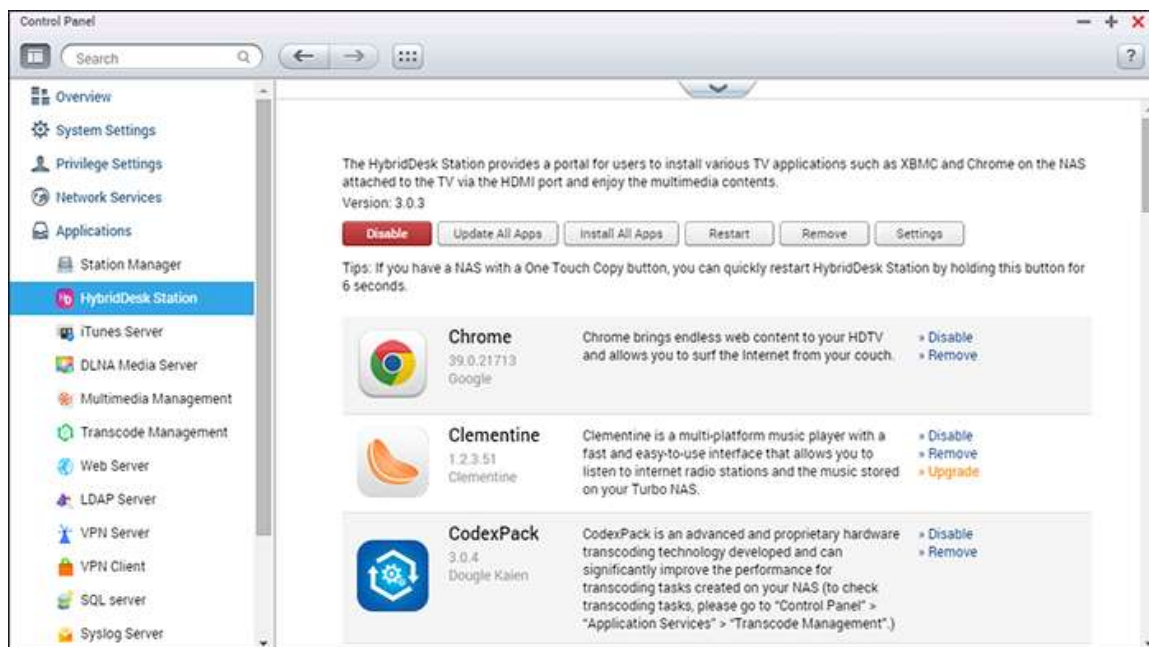 Control Panel
Search
?
Overview
System Settings
Privilege Settings
Network Services
Applications
Station Manager
HD
HybridDesk Station
iTunes Server
DLNA Media Server
Multimedia Management
Transcode Management
Web Server
LDAP Server
VPN Server
VPN Client
SQL server
Syslog Server
The HybridDesk Station provides a portal for users to install various TV applications such as XBMC and Chrome on the NAS
attached to the TV via the HDMI port and enjoy the multimedia contents.
Version: 3.0.3
Disable Update All Apps Install All Apps Restart Remove Settings
Tips: If you have a NAS with a One Touch Copy button, you can quickly restart HybridDesk Station by holding this button for
6 seconds.
Chrome
39.0.21713
Google
Chrome brings endless web content to your HDTV
and allows you to surf the Internet from your couch.
» Disable
» Remove
Clementine
1.2.3.51
Clementine
Clementine is a multi-platform music player with a
fast and easy-to-use interface that allows you to
listen to internet radio stations and the music stored
on your Turbo NAS.
» Disable
» Remove
» Upgrade
CodexPack
3.0.4
Dougle Kaien
CodexPack is an advanced and proprietary hardware
transcoding technology developed and can
significantly improve the performance for
transcoding tasks created on your NAS (to check
transcoding tasks, please go to “Control Panel” >
“Application Services” > “Transcode Management”.)
» Disable
» Remove